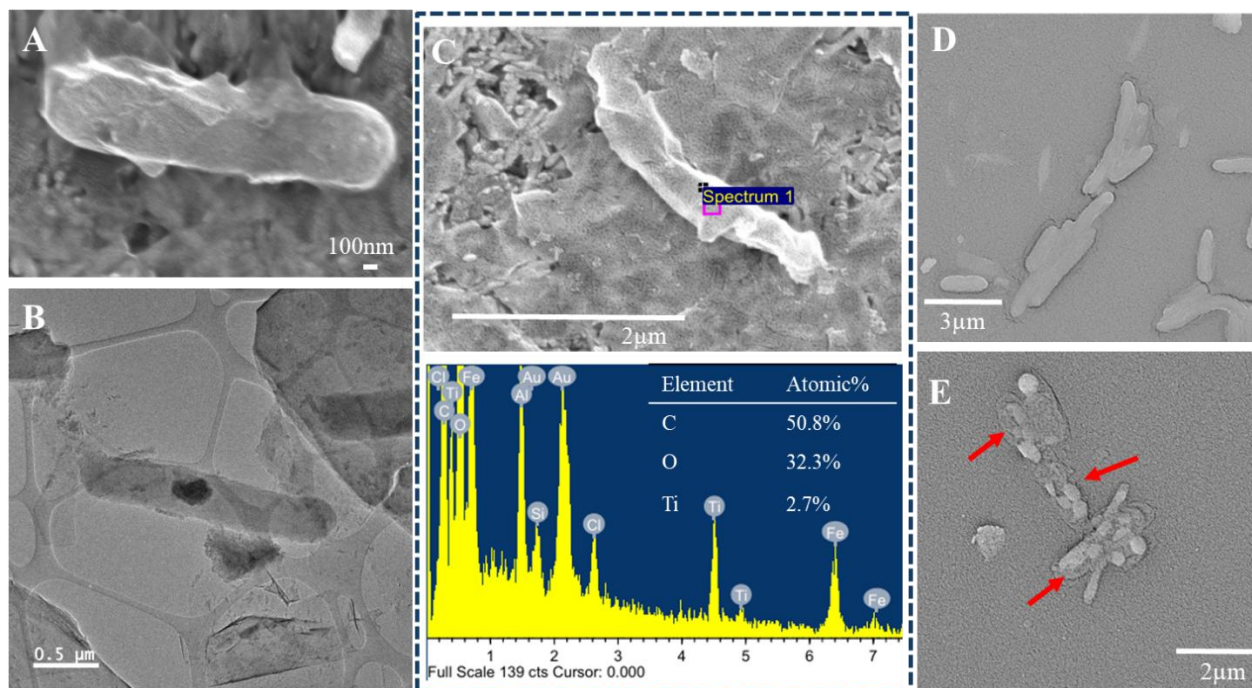 A
100nm
B
0.5 µm
C
Spectrum 1
2µm
Cl Ti C O Fe Au Al Au Si Cl Ti Ti Fe Fe
Element Atomic%
C 50.8%
O 32.3%
Ti 2.7%
1 2 3 4 5 6 7
Full Scale 139 cts Cursor: 0.000
D
3µm
E
2µm